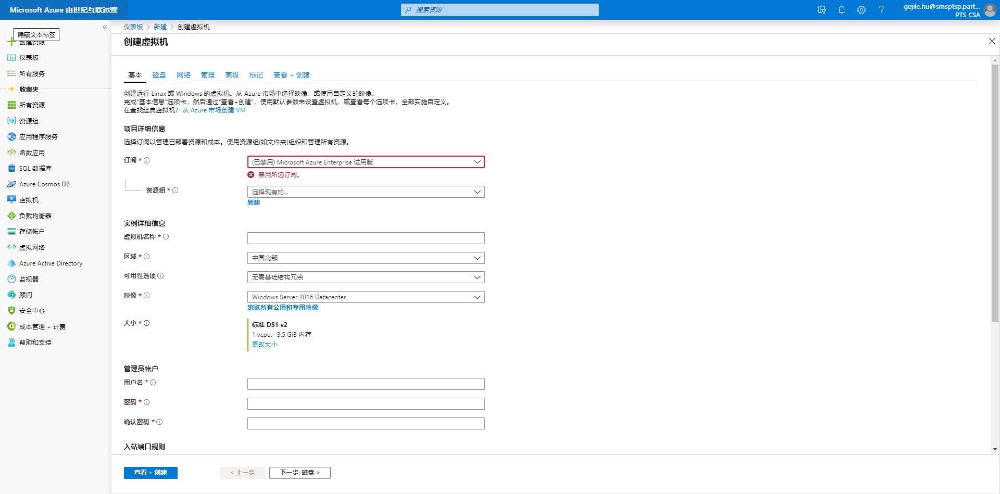 Microsoft Azure 由世纪互联运营
搜索资源
gejile.hu@smsptsp.part...
PTS_CSA
隐藏文本标签
创建资源
仪表板
所有服务
收藏夹
所有资源
资源组
应用程序服务
函数应用
SQL 数据库
Azure Cosmos DB
虚拟机
负载均衡器
存储帐户
虚拟网络
Azure Active Directory
监视器
顾问
安全中心
成本管理 + 计费
帮助和支持
仪表板 > 新建 > 创建虚拟机
创建虚拟机
基本 磁盘 网络 管理 高级 标记 查看 + 创建
创建运行 Linux 或 Windows 的虚拟机。从 Azure 市场中选择映像，或使用自定义的映像。
完成"基本信息"选项卡，然后通过"查看+创建"，使用默认参数来设置虚拟机，或查看每个选项卡，全部实施自定义。
在查找经典虚拟机? 从 Azure 市场创建 VM
项目详细信息
选择订阅以管理已部署资源和成本。使用资源组(如文件夹)组织和管理所有资源。
订阅 *
(已禁用) Microsoft Azure Enterprise 试用版
禁用所选订阅。
资源组 *
选择现有的...
新建
实例详细信息
虚拟机名称 *
区域 *
中国北部
可用性选项
无需基础结构冗余
映像 *
Windows Server 2016 Datacenter
浏览所有公用和专用映像
大小 *
标准 DS1 v2
1 vcpu、3.5 GiB 内存
更改大小
管理员帐户
用户名 *
密码 *
确认密码 *
入站端口规则
查看 + 创建
< 上一步
下一步: 磁盘 >